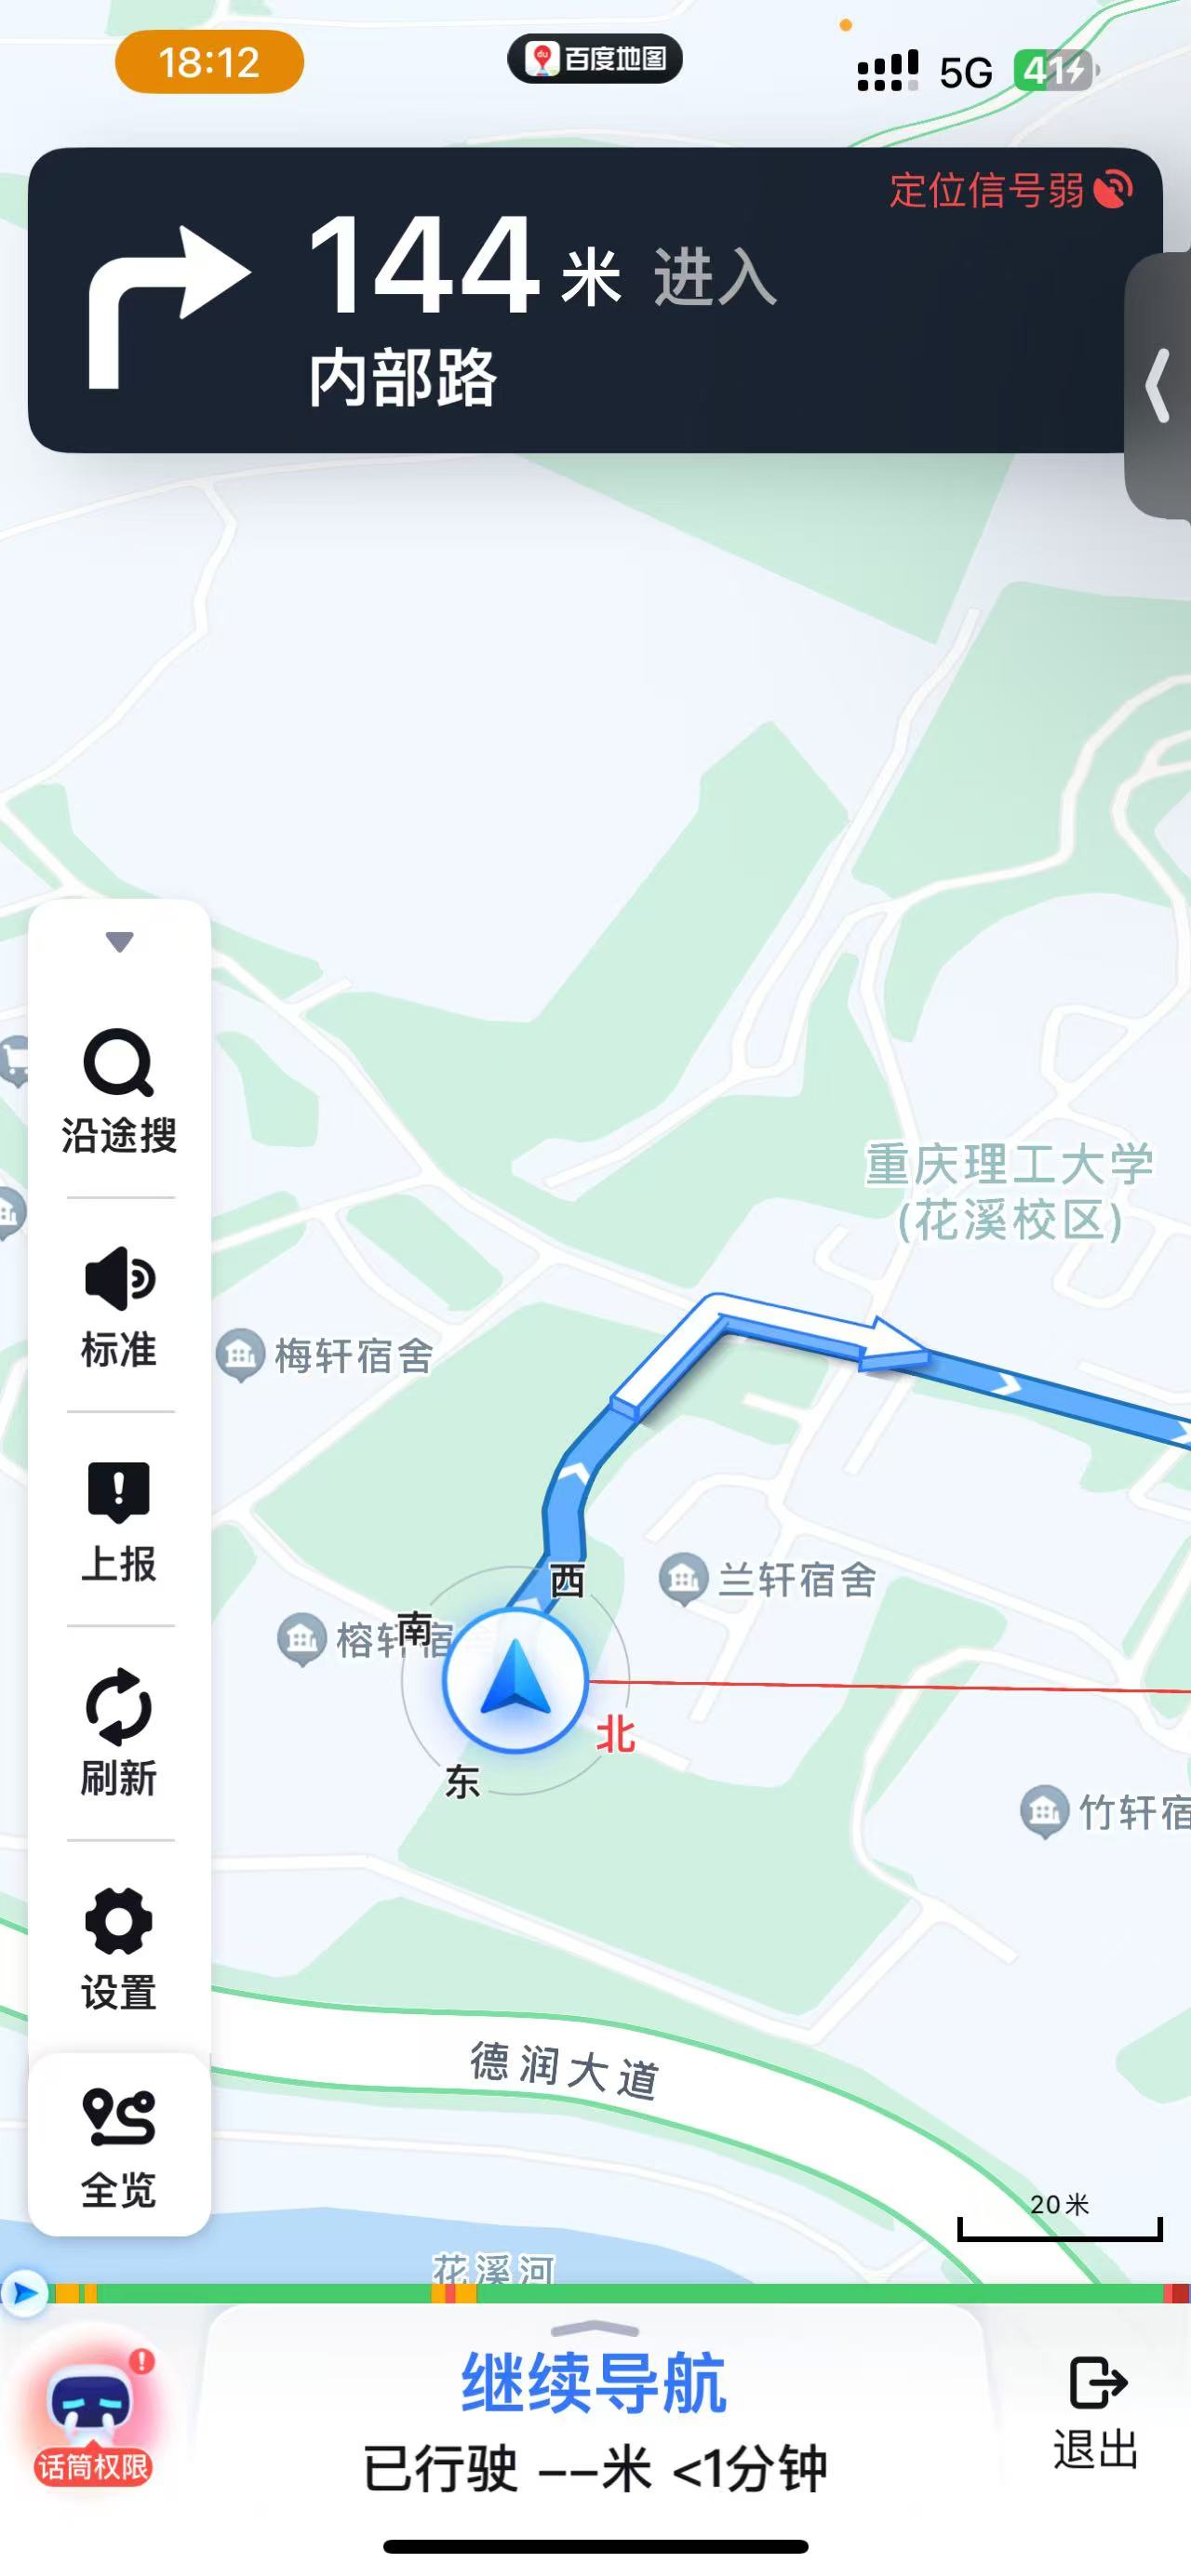 18:12
du
百度地图
5G
41
定位信号弱
144 米 进入
内部路
沿途搜
标准
上报
刷新
设置
全览
重庆理工大学
(花溪校区)
梅轩宿舍
兰轩宿舍
榕轩宿
西
南
北
东
竹轩宿
德润大道
20米
花溪河
话筒权限
继续导航
已行驶 --米 <1分钟
退出